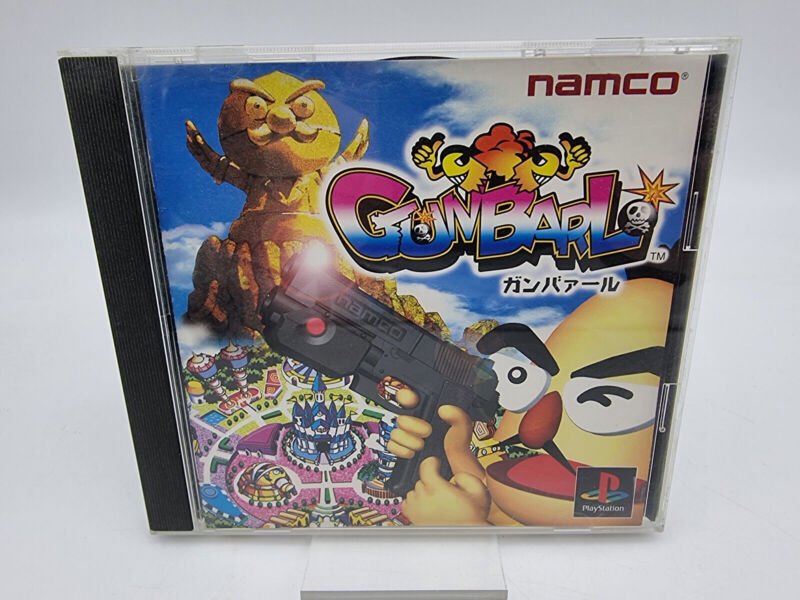 namco®
GUNBARL
TM
ガンバァール
namco
PlayStation